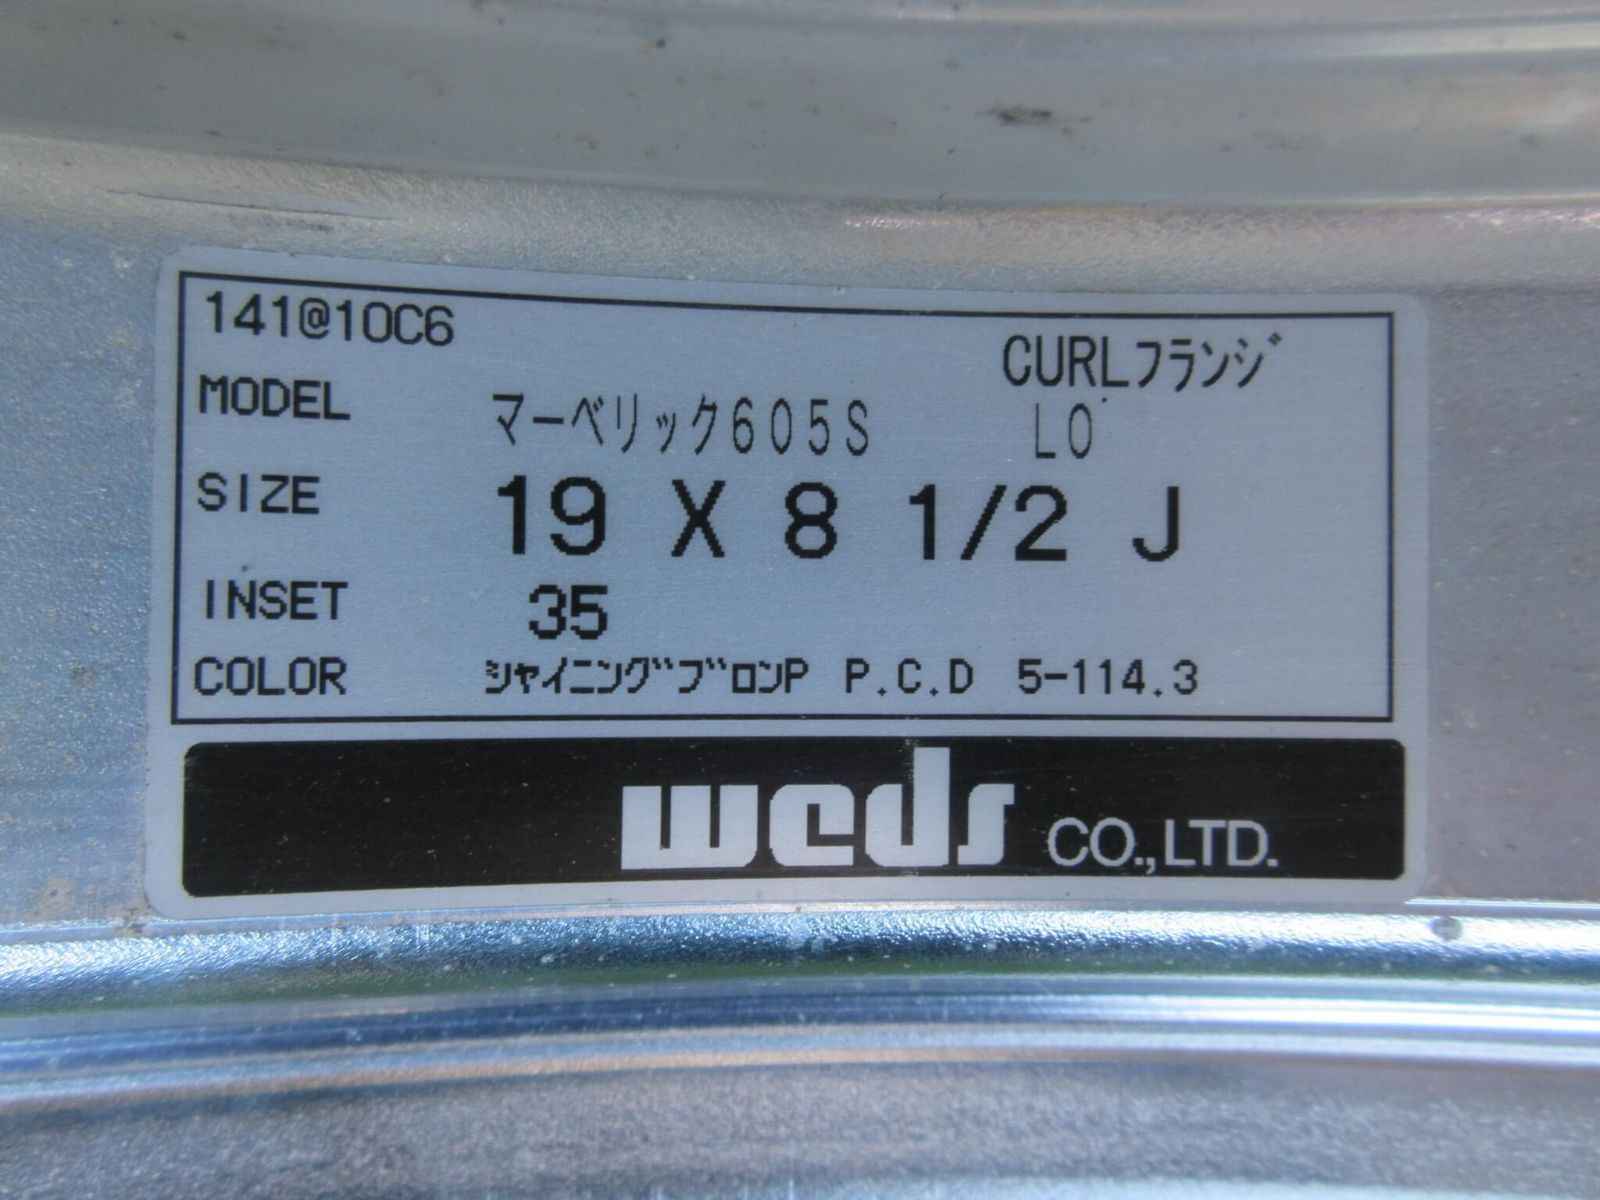 141@10C6
CURLフランジ
MODEL マーベリック605S LO
SIZE 19 X 8 1/2 J
INSET 35
COLOR シャイニングブロンP P.C.D 5-114.3
weds CO.,LTD.